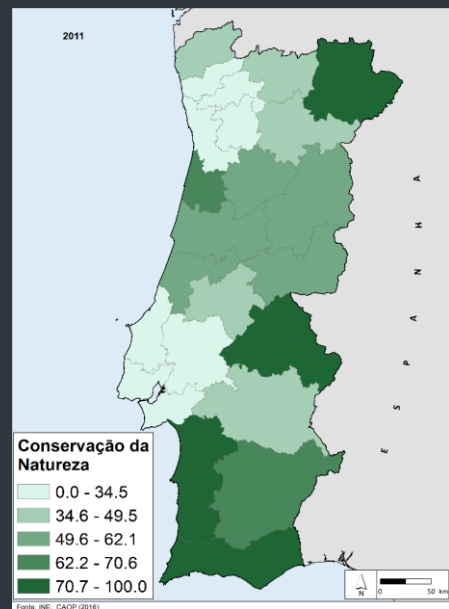 2011
E S P A N H A
Conservação da
Natureza
0.0 - 34.5
34.6 - 49.5
49.6 - 62.1
62.2 - 70.6
70.7 - 100.0
N
0 50 km
Fonte: INE; CAOP (2016)